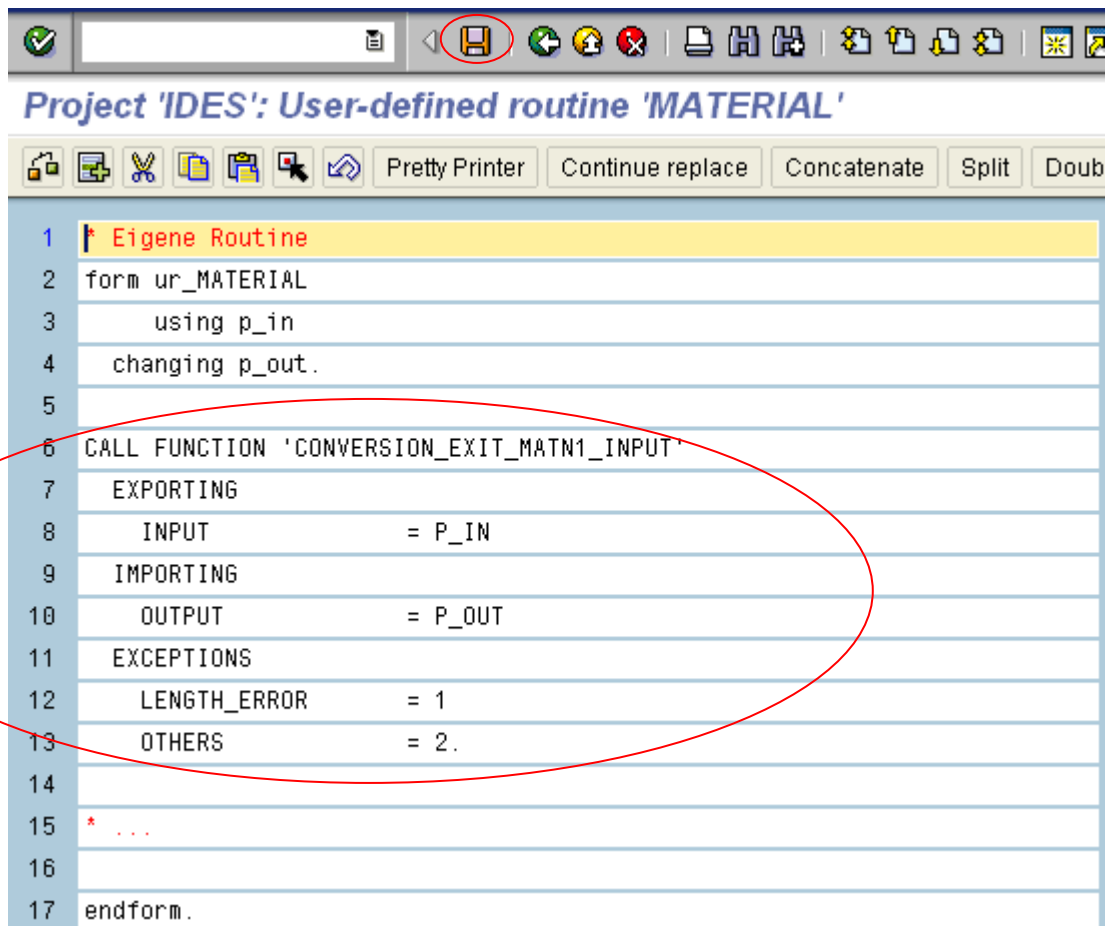 Project 'IDES': User-defined routine 'MATERIAL'
Pretty Printer Continue replace Concatenate Split Doub
1 * Eigene Routine
2 form ur_MATERIAL
3 using p_in
4 changing p_out.
5
6 CALL FUNCTION 'CONVERSION_EXIT_MATN1_INPUT'
7 EXPORTING
8 INPUT = P_IN
9 IMPORTING
10 OUTPUT = P_OUT
11 EXCEPTIONS
12 LENGTH_ERROR = 1
13 OTHERS = 2.
14
15 * ...
16
17 endform.